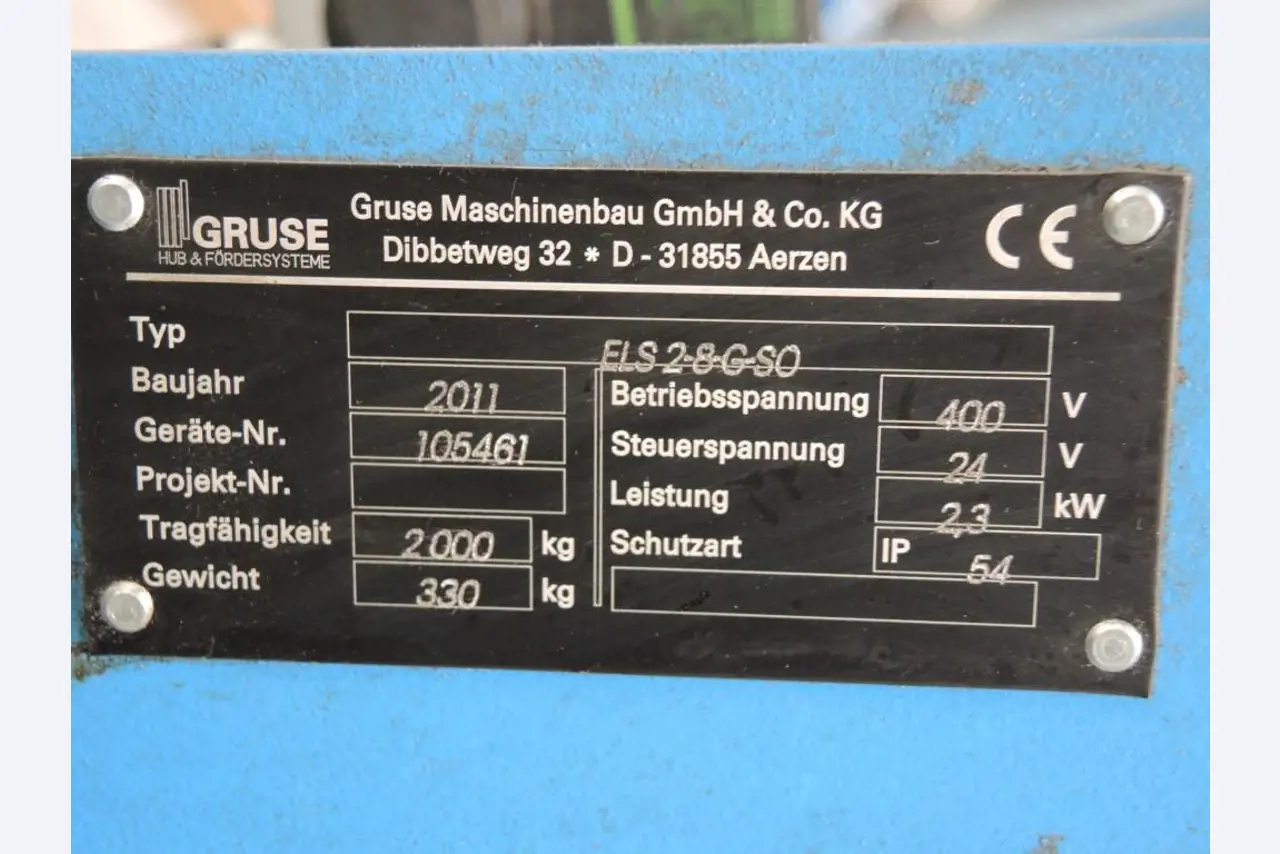 GRUSE
HUB & FÖRDERSYSTEME
Gruse Maschinenbau GmbH & Co. KG
Dibbetweg 32 * D - 31855 Aerzen
CE
Typ ELS 2-8-G-SO
Baujahr 2011
Geräte-Nr. 105461
Projekt-Nr.
Tragfähigkeit 2000 kg
Gewicht 330 kg
Betriebsspannung 400 V
Steuerspannung 24 V
Leistung 2,3 kW
Schutzart IP 54